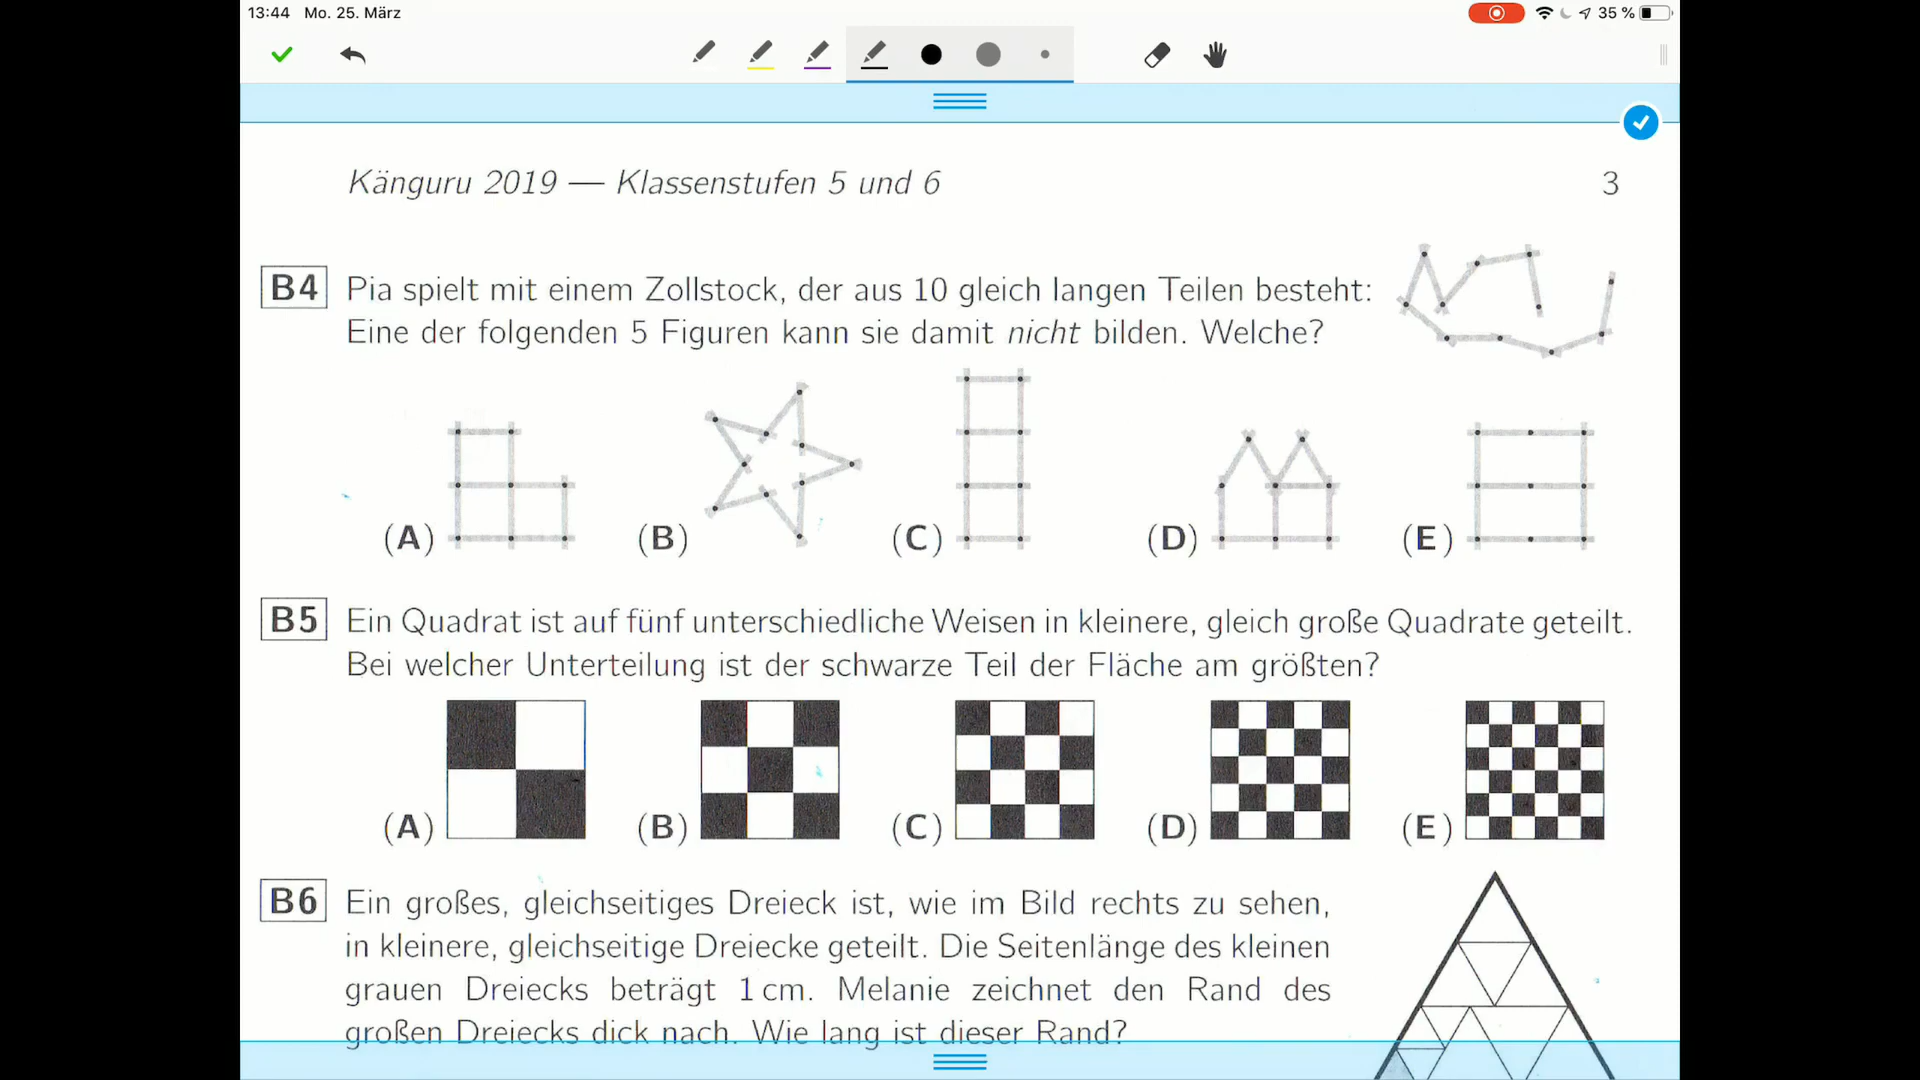 13:44 Mo. 25. März
35 %
Känguru 2019 — Klassenstufen 5 und 6 3
B4 Pia spielt mit einem Zollstock, der aus 10 gleich langen Teilen besteht:
Eine der folgenden 5 Figuren kann sie damit nicht bilden. Welche?
(A) (B) (C) (D) (E)
B5 Ein Quadrat ist auf fünf unterschiedliche Weisen in kleinere, gleich große Quadrate geteilt.
Bei welcher Unterteilung ist der schwarze Teil der Fläche am größten?
(A) (B) (C) (D) (E)
B6 Ein großes, gleichseitiges Dreieck ist, wie im Bild rechts zu sehen,
in kleinere, gleichseitige Dreiecke geteilt. Die Seitenlänge des kleinen
grauen Dreiecks beträgt 1 cm. Melanie zeichnet den Rand des
großen Dreiecks dick nach. Wie lang ist dieser Rand?